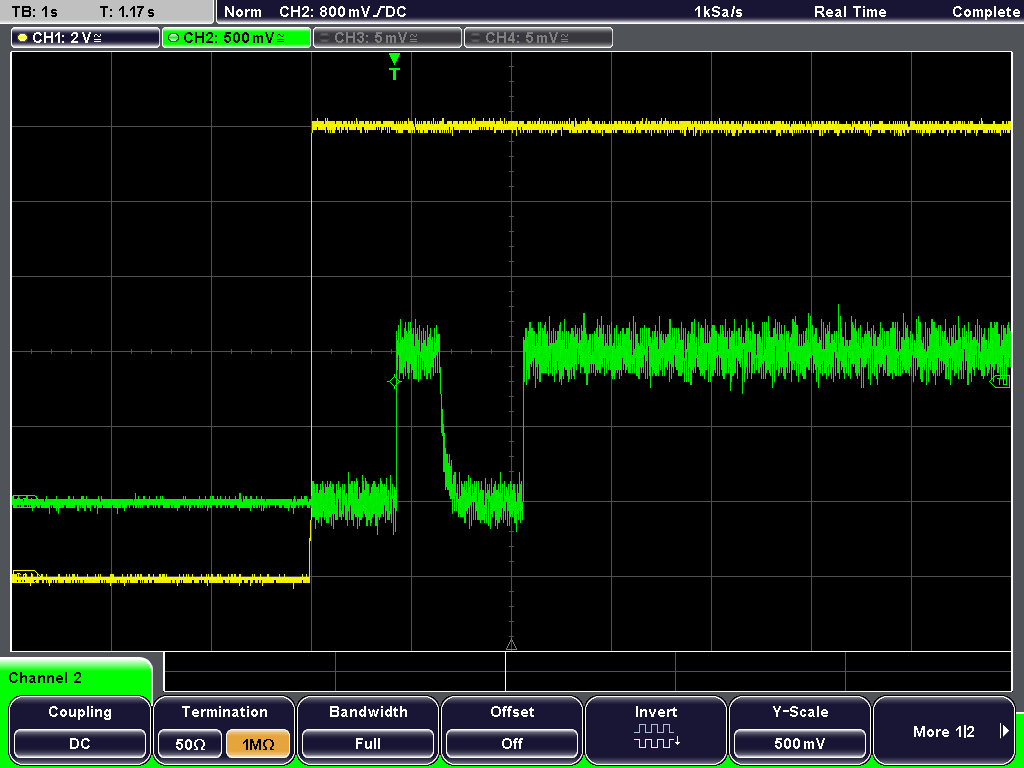 TB: 1s T: 1.17 s Norm CH2: 800 mV DC 1kSa/s Real Time Complete
CH1: 2 V≅ CH2: 500 mV≅ CH3: 5 mV≅ CH4: 5 mV≅
T
Channel 2
Coupling Termination Bandwidth Offset Invert Y-Scale More 1|2
DC 50Ω 1MΩ Full Off 500 mV